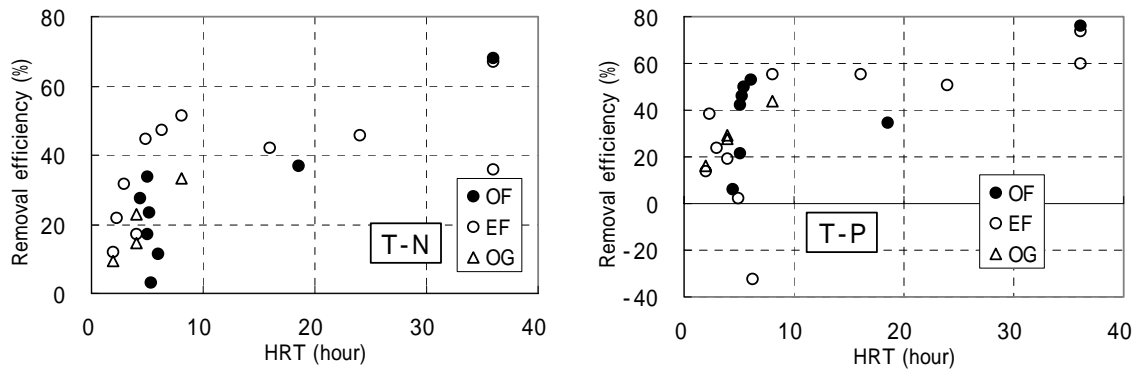 80
60
40
20
0
Removal efficiency (%)
0 10 20 30 40
HRT (hour)
T-N
OF
EF
OG
80
60
40
20
0
-20
-40
Removal efficiency (%)
0 10 20 30 40
HRT (hour)
T-P
OF
EF
OG